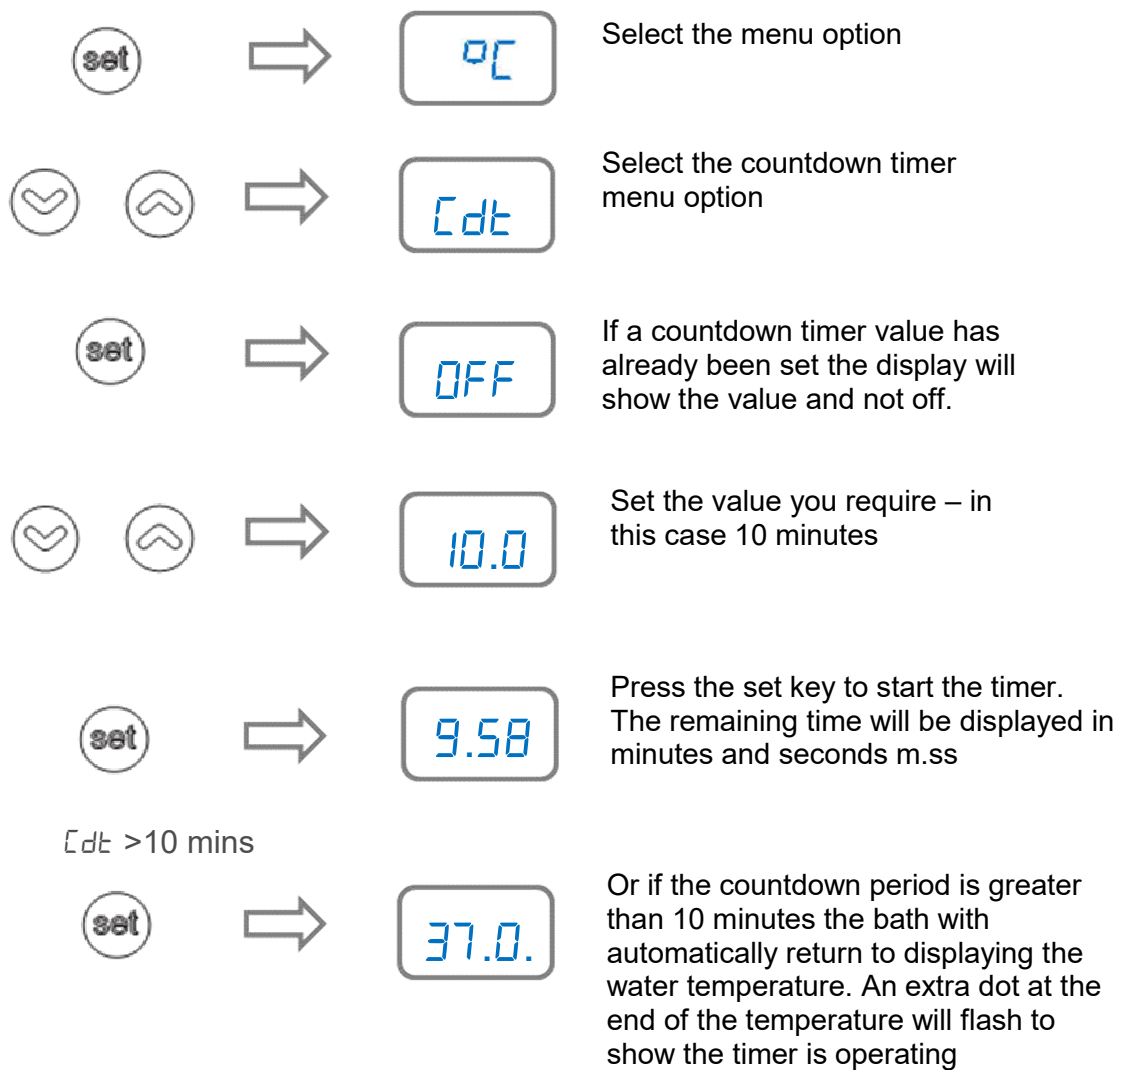 set
°C
Select the menu option
Cdt
Select the countdown timer
menu option
set
OFF
If a countdown timer value has
already been set the display will
show the value and not off.
10.0
Set the value you require – in
this case 10 minutes
set
9.58
Press the set key to start the timer.
The remaining time will be displayed in
minutes and seconds m.ss
Cdt >10 mins
set
37.0.
Or if the countdown period is greater
than 10 minutes the bath with
automatically return to displaying the
water temperature. An extra dot at the
end of the temperature will flash to
show the timer is operating